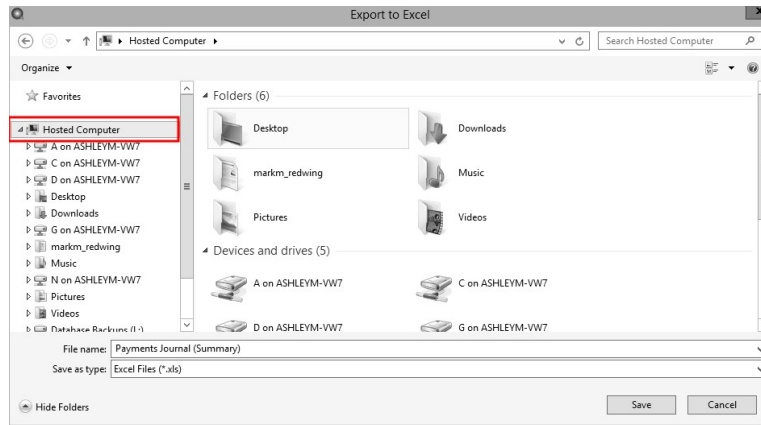 Export to Excel
Hosted Computer
Search Hosted Computer
Organize
Favorites
Hosted Computer
A on ASHLEYM-VW7
C on ASHLEYM-VW7
D on ASHLEYM-VW7
Desktop
Downloads
G on ASHLEYM-VW7
markm_redwing
Music
N on ASHLEYM-VW7
Pictures
Videos
Database Backups (L:)
Folders (6)
Desktop
Downloads
markm_redwing
Music
Pictures
Videos
Devices and drives (5)
A on ASHLEYM-VW7
C on ASHLEYM-VW7
D on ASHLEYM-VW7
G on ASHLEYM-VW7
File name: Payments Journal (Summary)
Save as type: Excel Files (*.xls)
Hide Folders
Save
Cancel